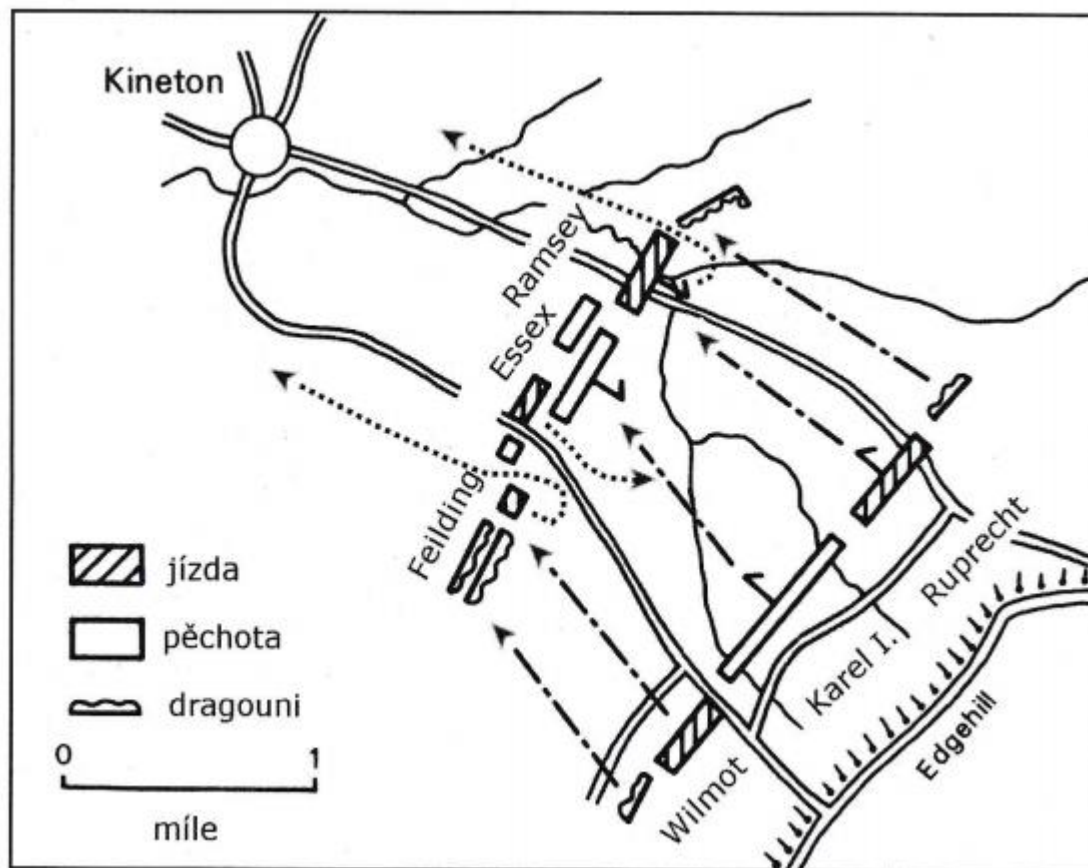 Kineton
Ramsey
Essex
Feilding
Ruprecht
Karel I.
Wilmot
Edgehill
jízda
pěchota
dragouni
0 1
míle